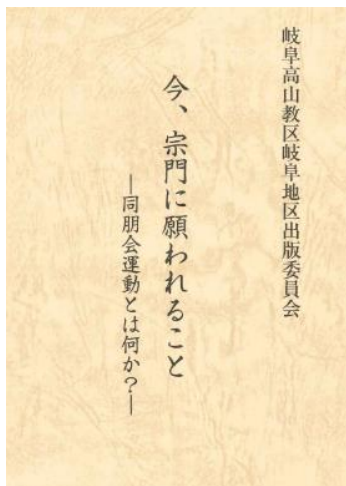 岐阜高山教区岐阜地区出版委員会
今、宗門に願われること
―同朋会運動とは何か？―